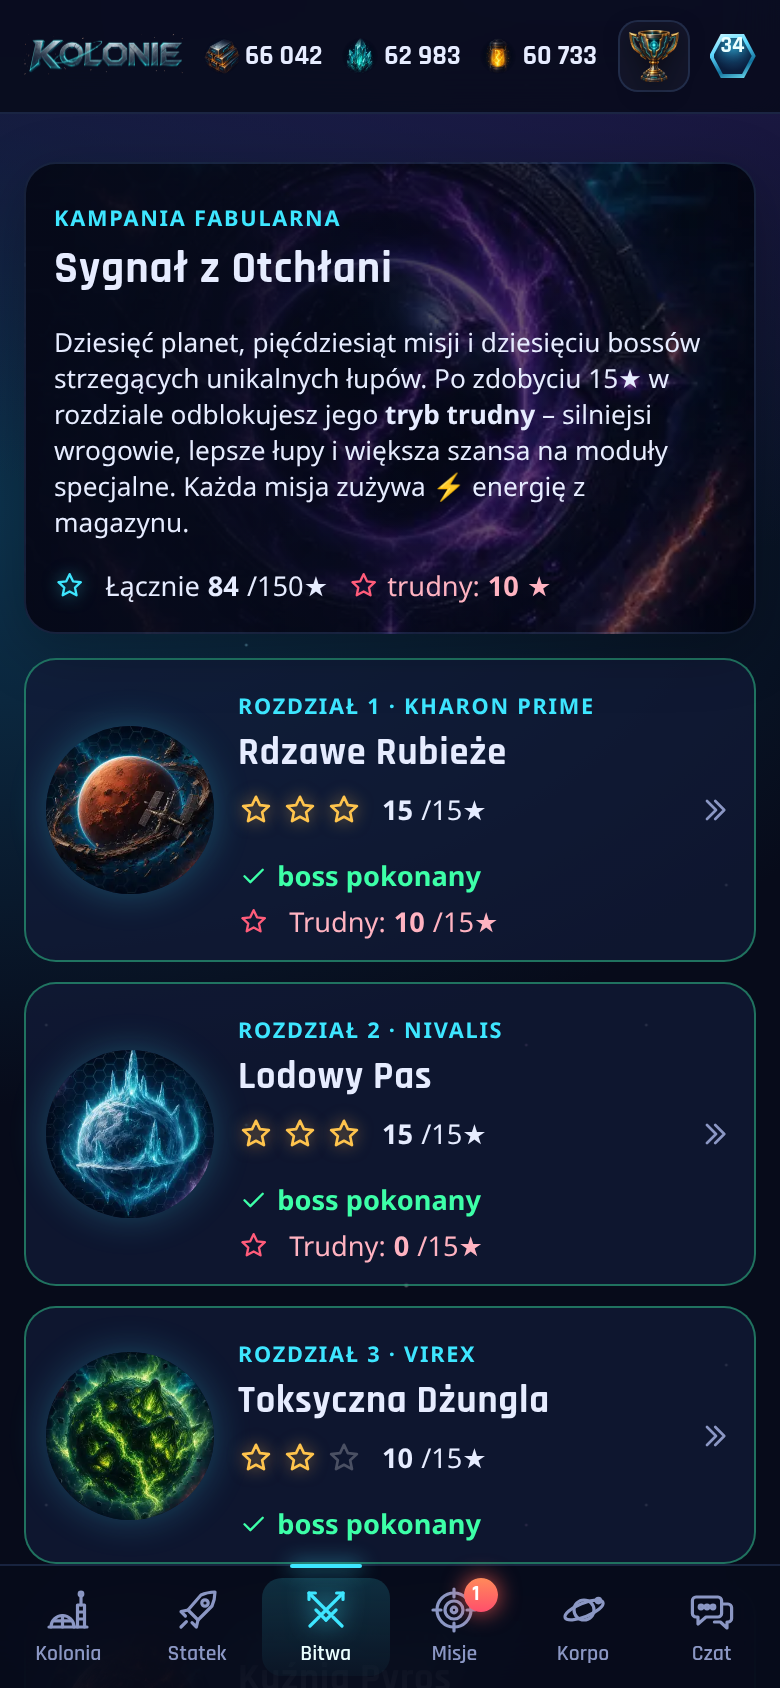 KOLONIE 66 042 62 983 60 733 34
KAMPANIA FABULARNA
Sygnał z Otchłani
Dziesięć planet, pięćdziesiąt misji i dziesięciu bossów
strzegących unikalnych łupów. Po zdobyciu 15★ w
rozdziale odblokujesz jego tryb trudny – silniejsi
wrogowie, lepsze łupy i większa szansa na moduły
specjalne. Każda misja zużywa ⚡ energię z
magazynu.
Łącznie 84 /150★ trudny: 10 ★
ROZDZIAŁ 1 · KHARON PRIME
Rdzawe Rubieże
15 /15★
boss pokonany
Trudny: 10 /15★
ROZDZIAŁ 2 · NIVALIS
Lodowy Pas
15 /15★
boss pokonany
Trudny: 0 /15★
ROZDZIAŁ 3 · VIREX
Toksyczna Dżungla
10 /15★
boss pokonany
1
Kolonia Statek Bitwa Misje Korpo Czat
Kuźnia Pyros